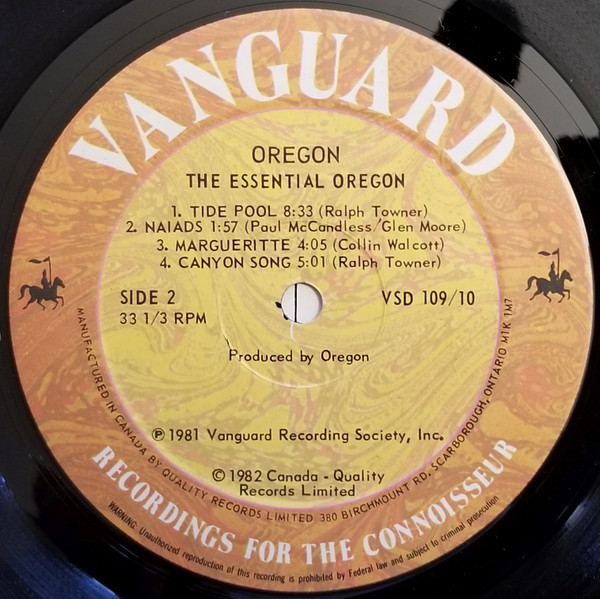 VANGUARD
OREGON
THE ESSENTIAL OREGON
1. TIDE POOL 8:33 (Ralph Towner)
2. NAIADS 1:57 (Paul McCandless/Glen Moore)
3. MARGUERITTE 4:05 (Collin Walcott)
4. CANYON SONG 5:01 (Ralph Towner)
SIDE 2
33 1/3 RPM
VSD 109/10
Produced by Oregon
℗ 1981 Vanguard Recording Society, Inc.
© 1982 Canada - Quality
Records Limited
MANUFACTURED IN CANADA BY QUALITY RECORDS LIMITED 380 BIRCHMOUNT RD. SCARBOROUGH, ONTARIO M1K 1M7
RECORDINGS FOR THE CONNOISSEUR
WARNING: Unauthorized reproduction of this recording is prohibited by Federal law and subject to criminal prosecution